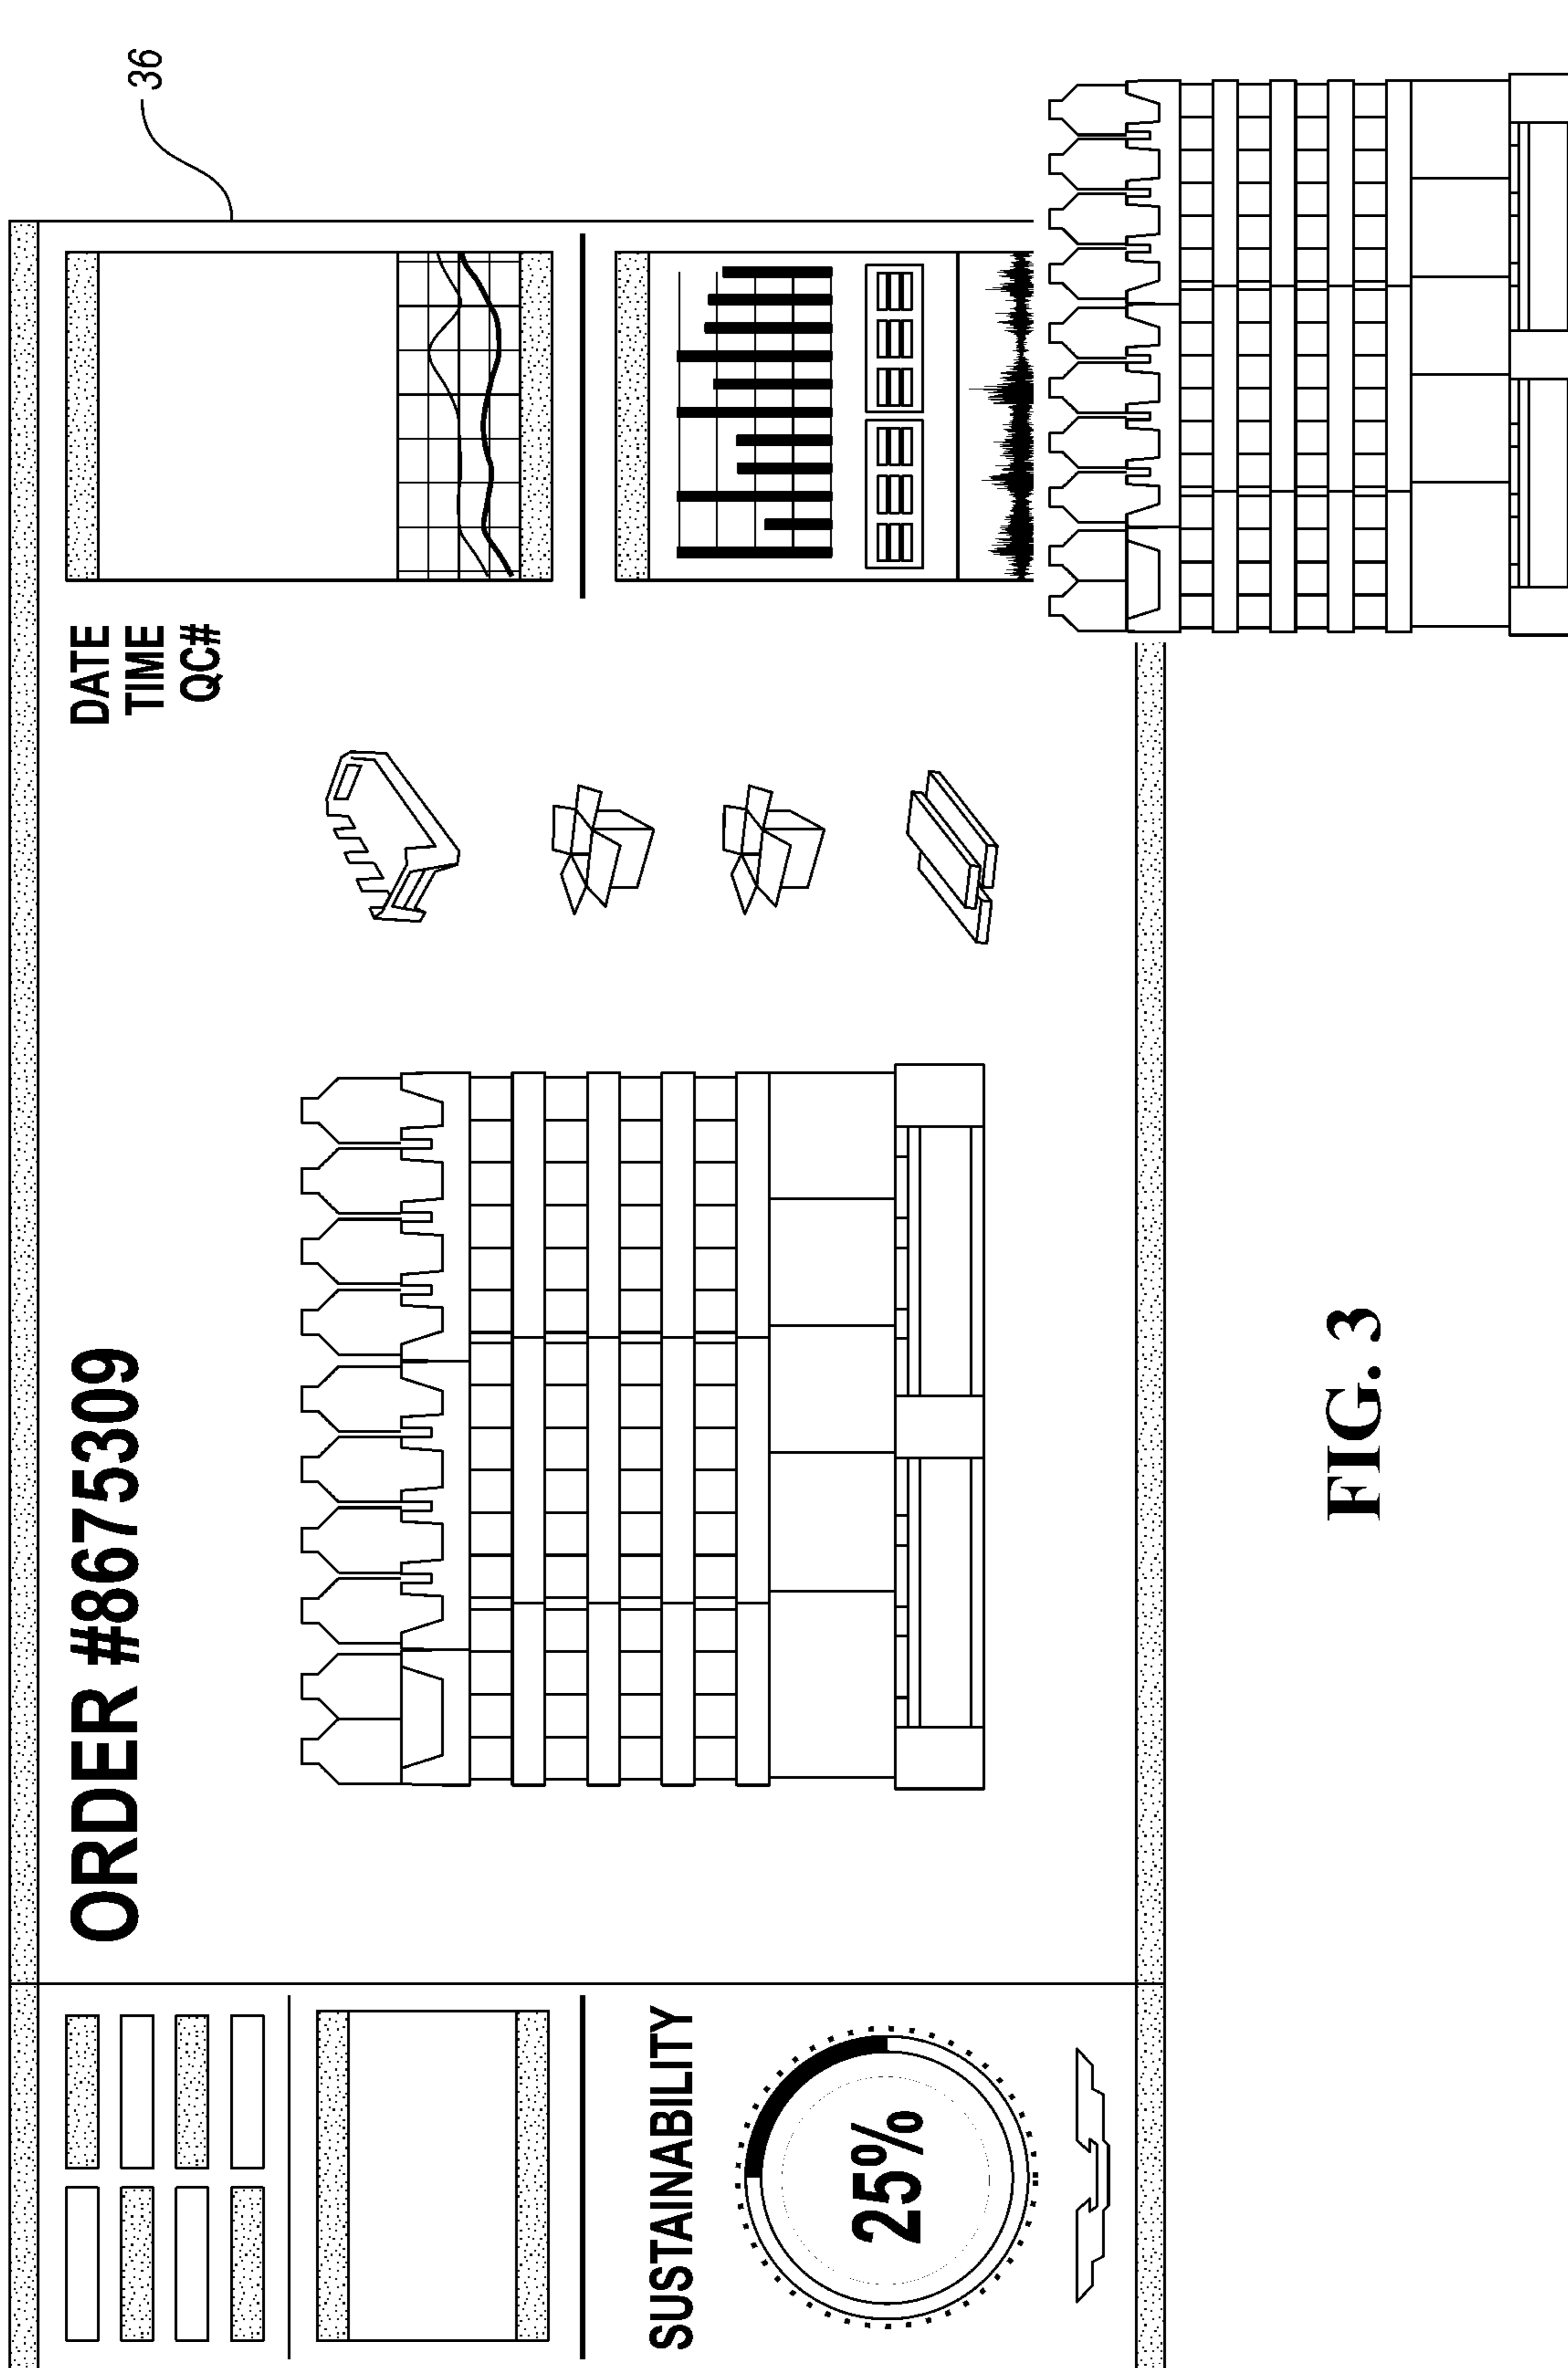 36
ORDER #8675309
DATE
TIME
QC#
SUSTAINABILITY
25%
FIG. 3